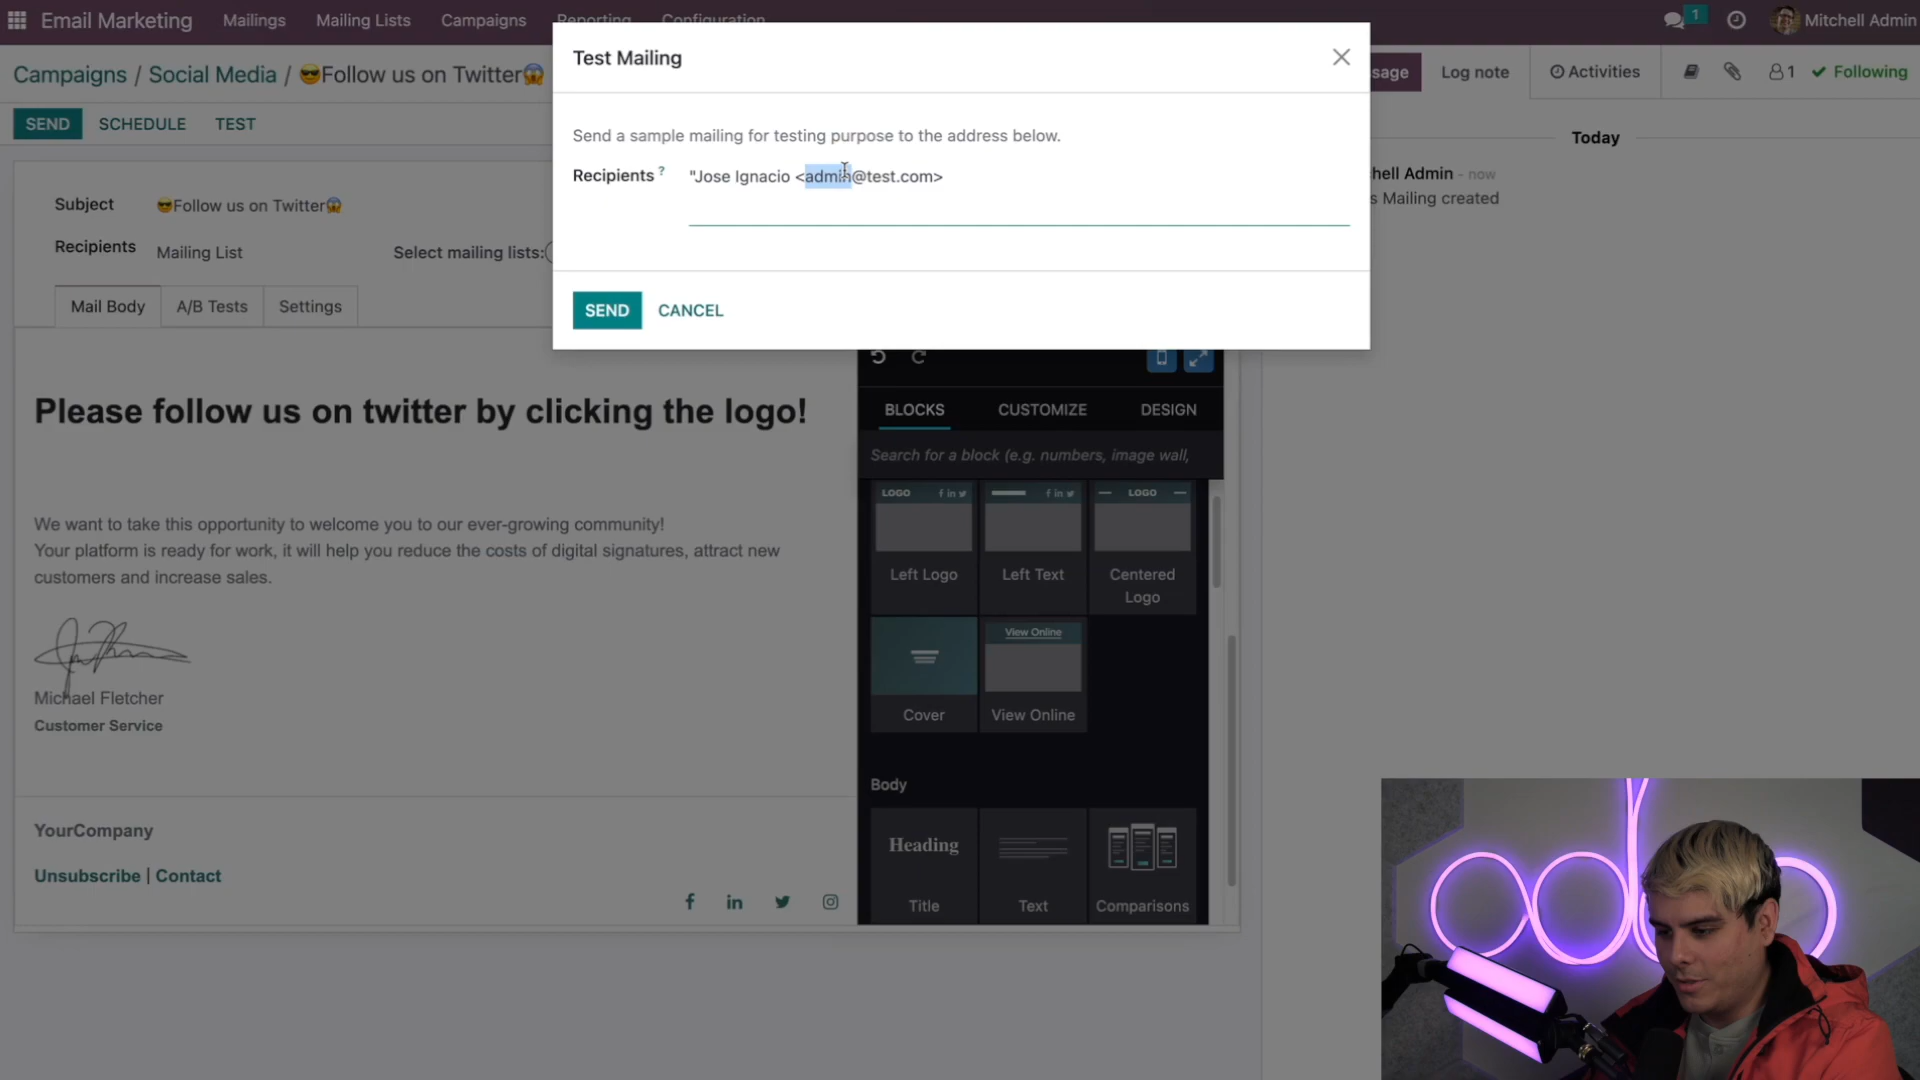 Email Marketing Mailings Mailing Lists Campaigns Reporting Configuration 1 Mitchell Admin
Campaigns / Social Media / 😎Follow us on Twitter😱
SEND SCHEDULE TEST
Subject 😎Follow us on Twitter😱
Recipients Mailing List Select mailing lists:
Mail Body A/B Tests Settings
Test Mailing
Send a sample mailing for testing purpose to the address below.
Recipients ? "Jose Ignacio <admin@test.com>
SEND CANCEL
sage Log note Activities 1 Following
Today
hell Admin - now
s Mailing created
Please follow us on twitter by clicking the logo!
We want to take this opportunity to welcome you to our ever-growing community!
Your platform is ready for work, it will help you reduce the costs of digital signatures, attract new
customers and increase sales.
Michael Fletcher
Customer Service
YourCompany
Unsubscribe | Contact
BLOCKS CUSTOMIZE DESIGN
Search for a block (e.g. numbers, image wall,
LOGO LOGO
Left Logo Left Text Centered
Logo
View Online
Cover View Online
Body
Heading
Title Text Comparisons
odoo